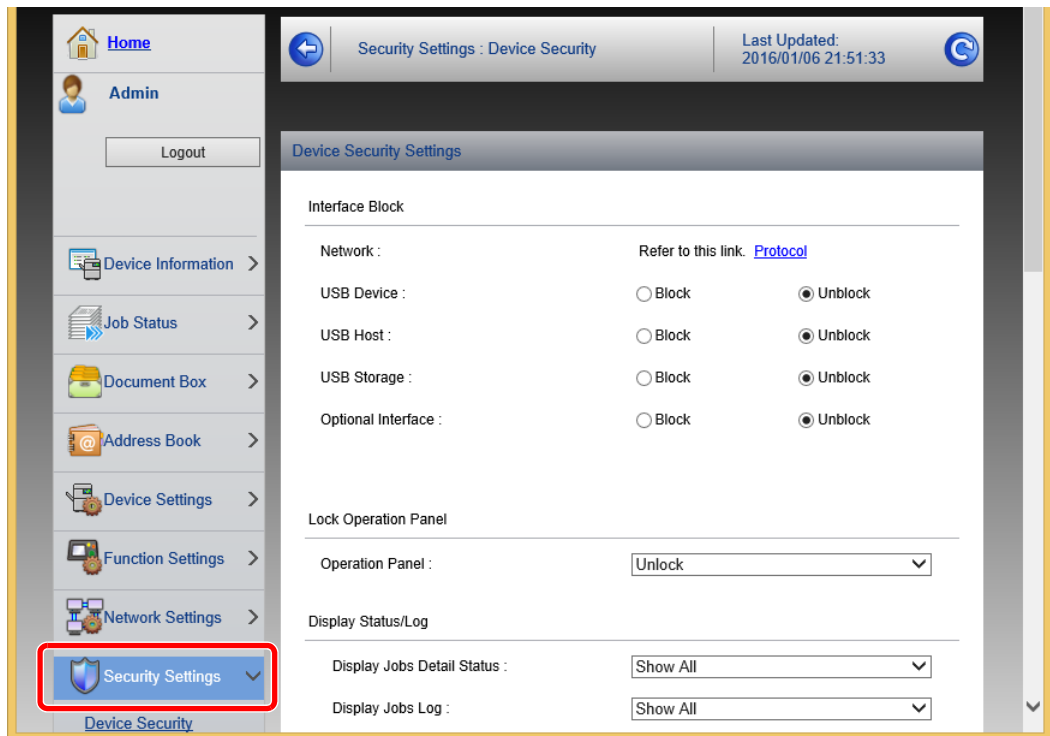 Home
Admin
Logout
Device Information
Job Status
Document Box
Address Book
Device Settings
Function Settings
Network Settings
Security Settings
Device Security
Security Settings : Device Security
Last Updated:
2016/01/06 21:51:33
Device Security Settings
Interface Block
Network : Refer to this link. Protocol
USB Device : Block Unblock
USB Host : Block Unblock
USB Storage : Block Unblock
Optional Interface : Block Unblock
Lock Operation Panel
Operation Panel : Unlock
Display Status/Log
Display Jobs Detail Status : Show All
Display Jobs Log : Show All